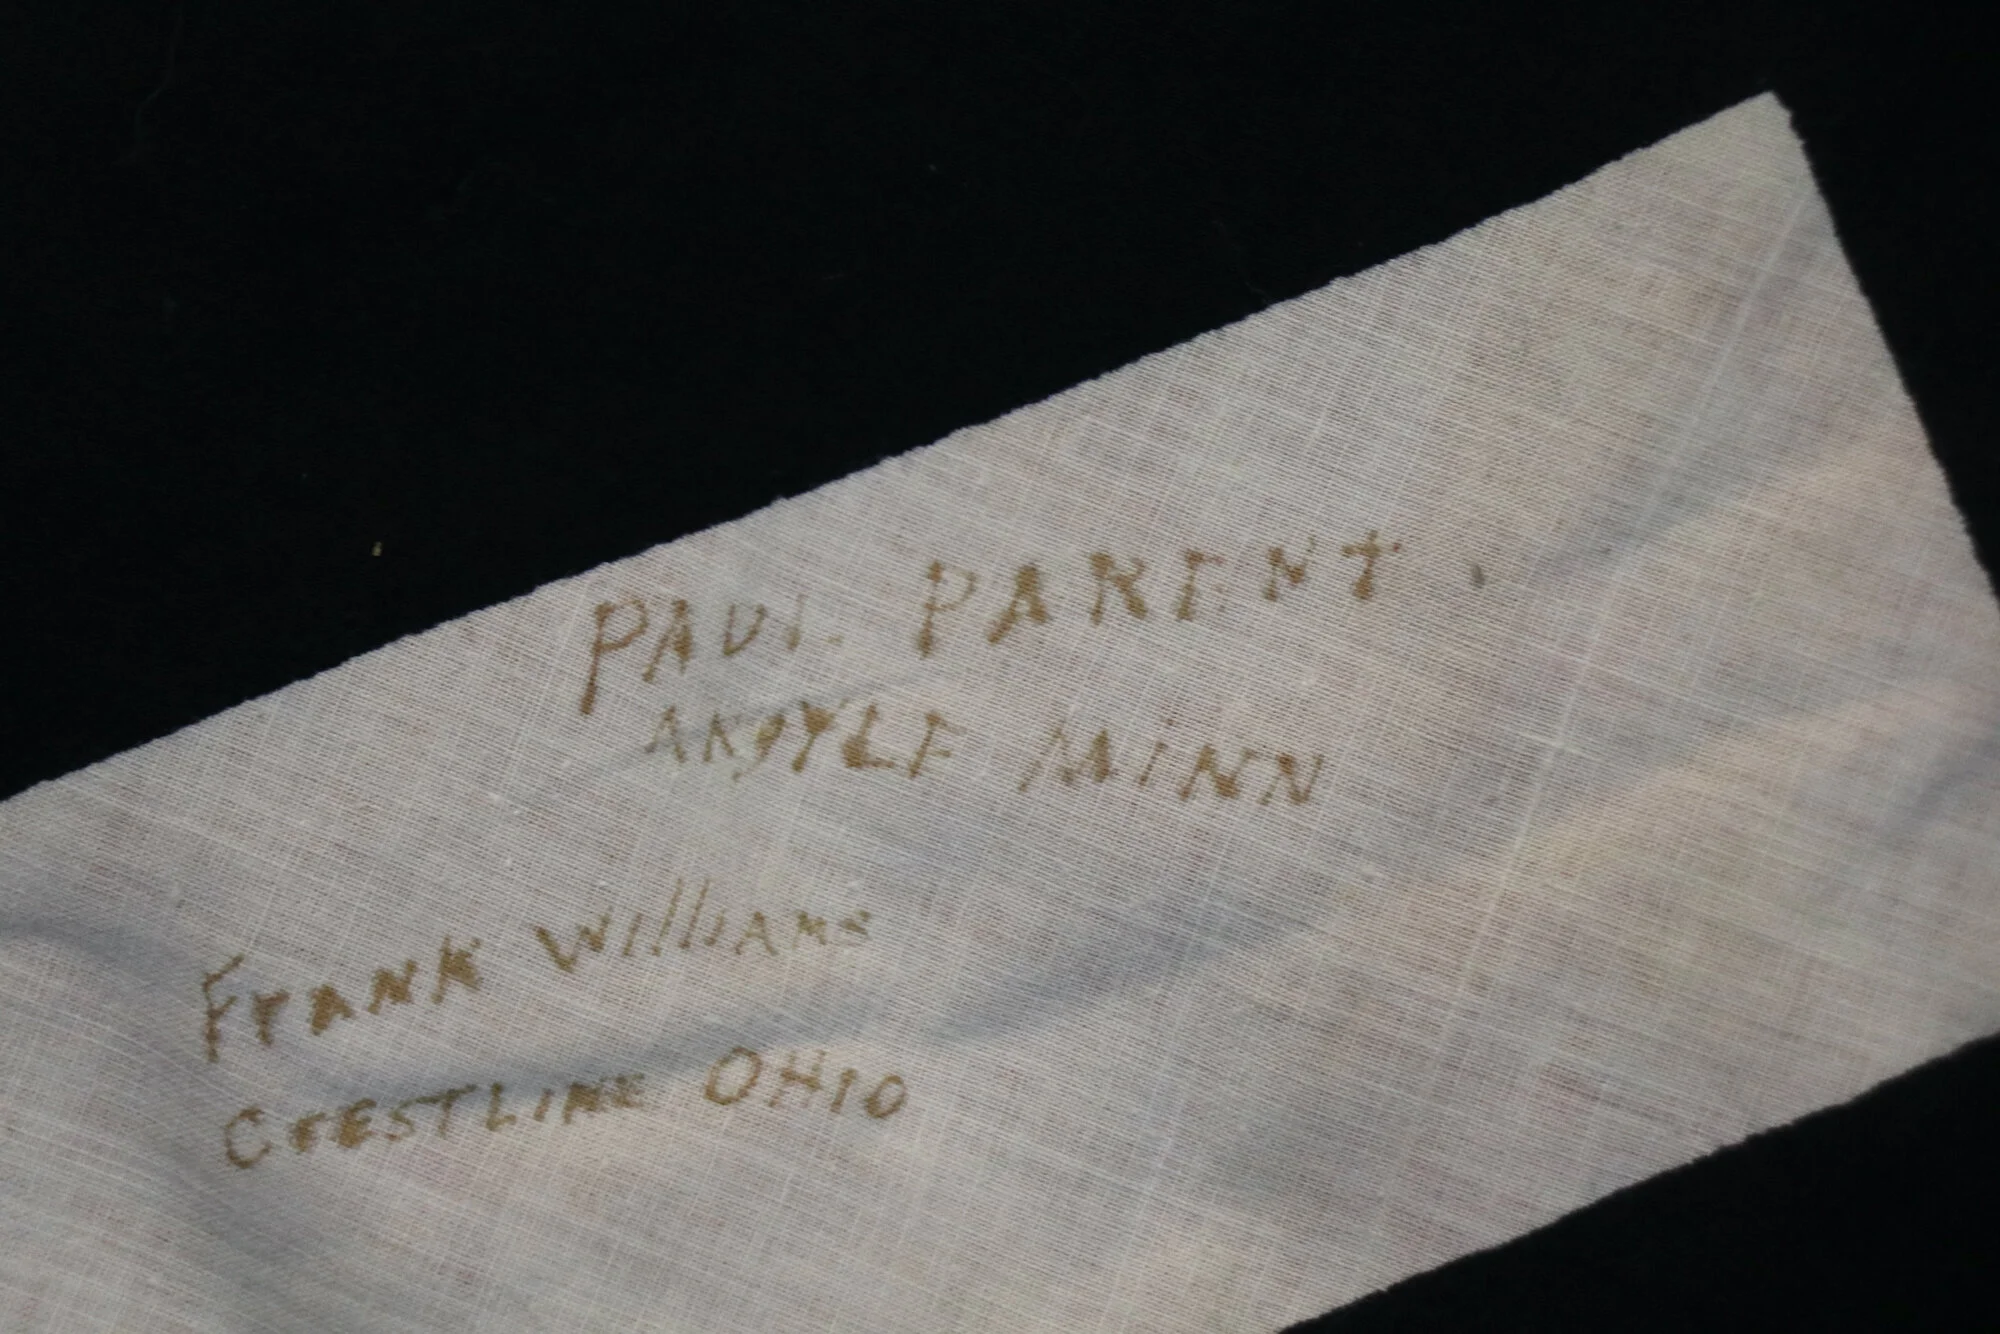 PAUL PARENT.
ARGYLE MINN
FrANK WilliAMS
CrESTLINE OHIO